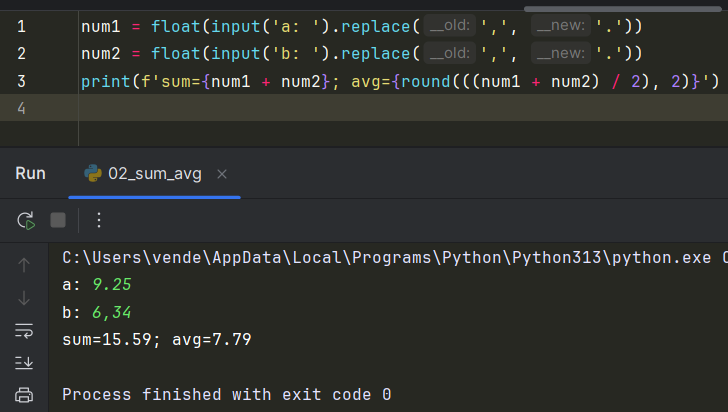 1 num1 = float(input('a: ').replace( __old: ',', __new: '.'))
2 num2 = float(input('b: ').replace( __old: ',', __new: '.'))
3 print(f'sum={num1 + num2}; avg={round(((num1 + num2) / 2), 2)}')
4
Run 02_sum_avg ×
C:\Users\vende\AppData\Local\Programs\Python\Python313\python.exe
a: 9.25
b: 6,34
sum=15.59; avg=7.79
Process finished with exit code 0